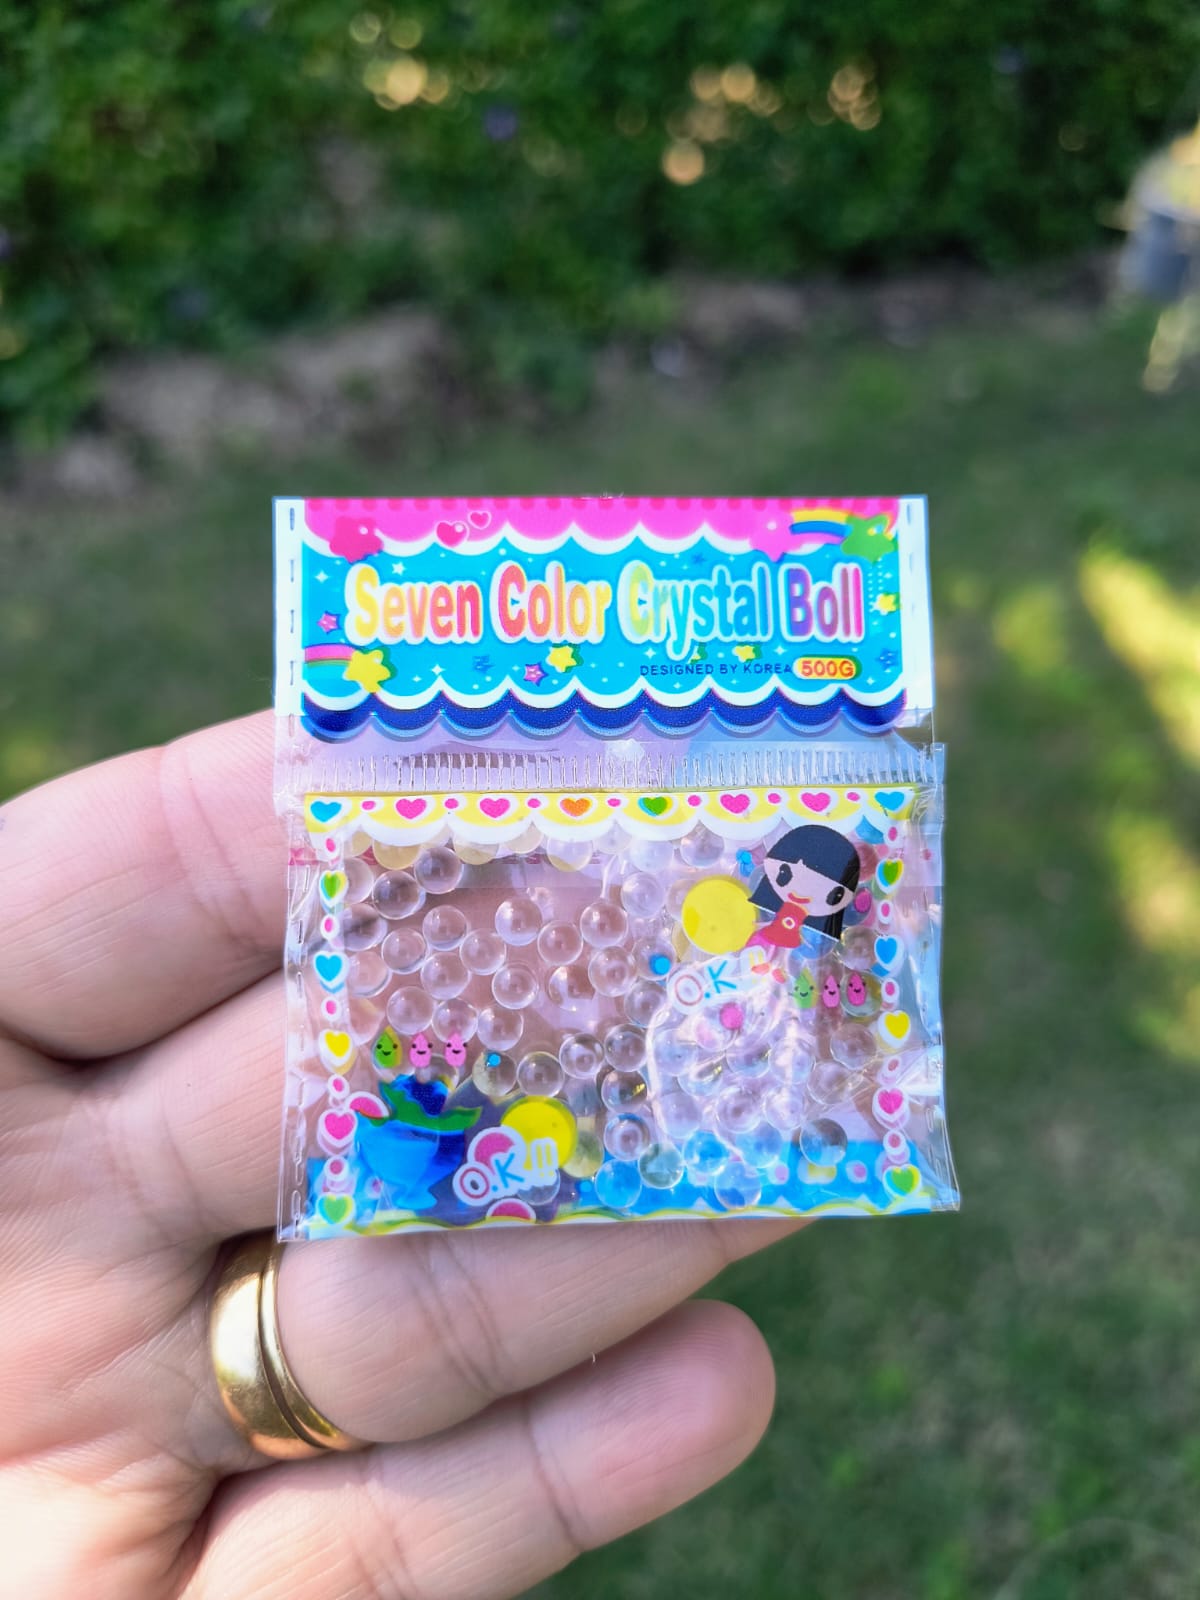 Seven Color Crystal Boll
DESIGNED BY KOREA 500G
O.K!!!
O.K!!!